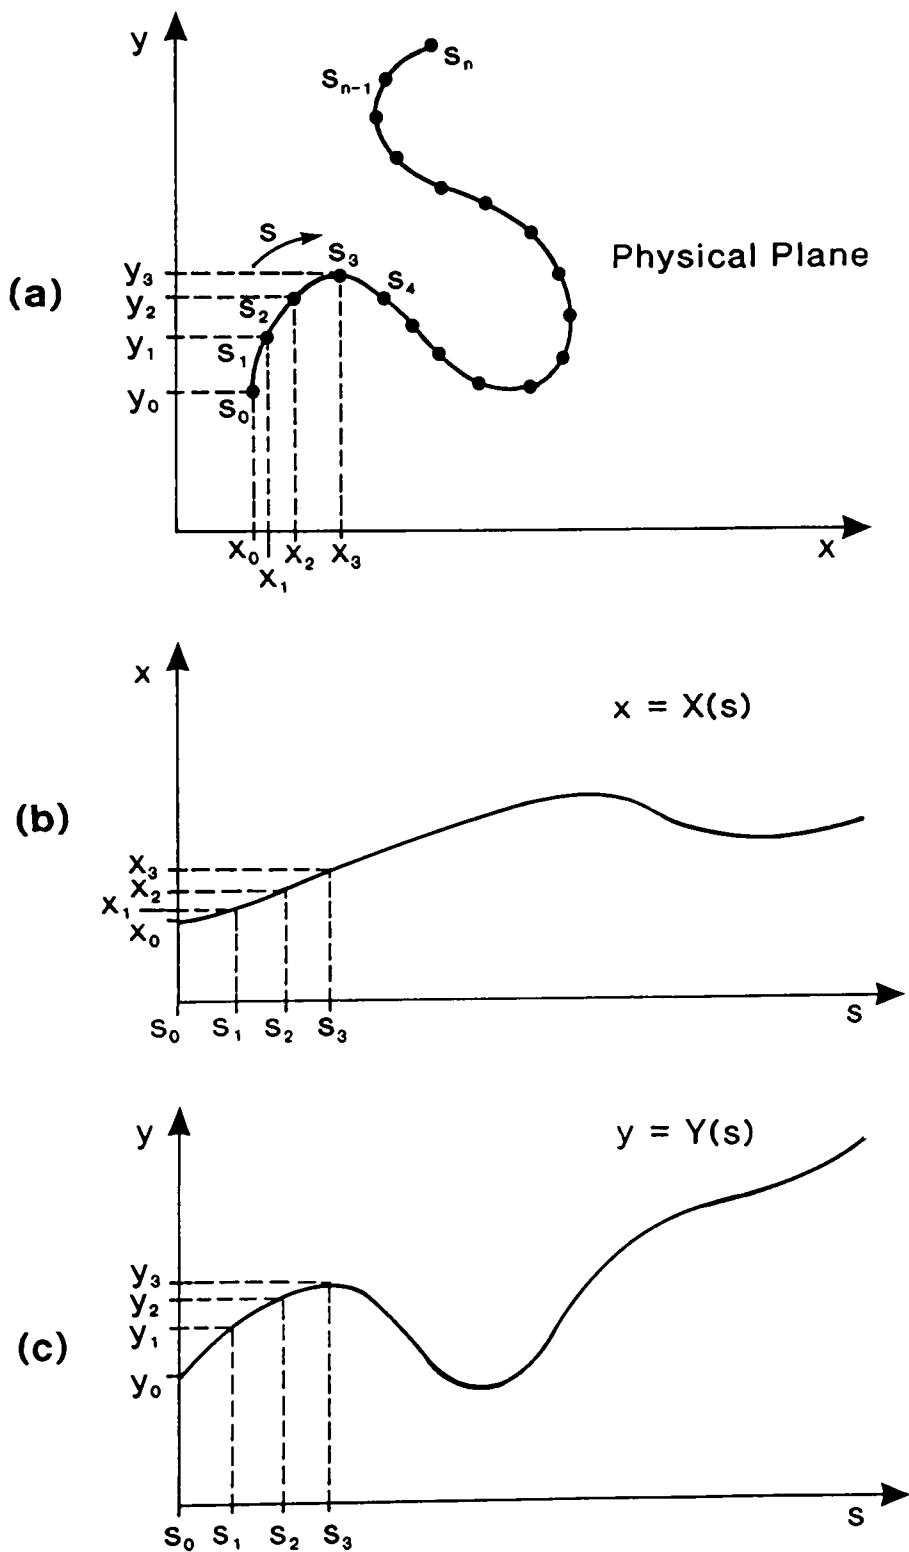 y
Sₙ
Sₙ₋₁
S
S₃
y₃
S₄
Physical Plane
(a)
y₂
S₂
y₁
S₁
y₀
S₀
x₀
x₂
x₃
x
x₁
x
x = X(s)
(b)
x₃
x₂
x₁
x₀
S₀
S₁
S₂
S₃
S
y
y = Y(s)
y₃
y₂
y₁
(c)
y₀
S₀
S₁
S₂
S₃
S